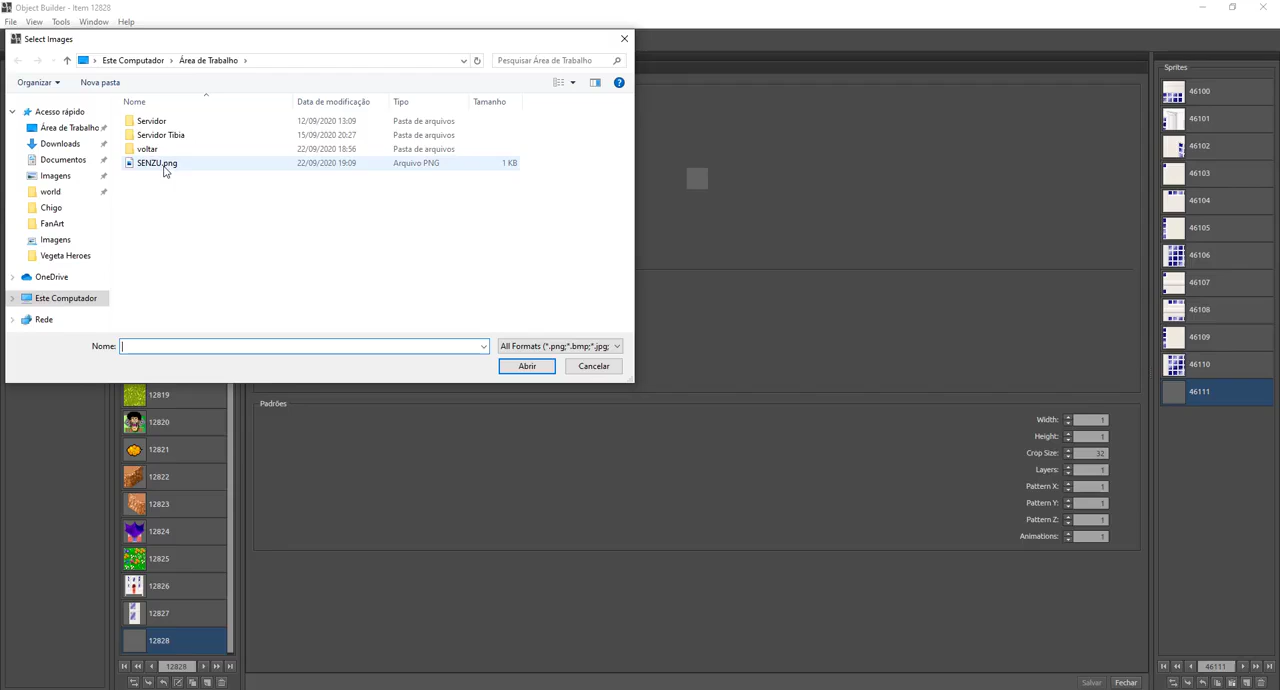 Object Builder - Item 12828
File View Tools Window Help
Select Images
Este Computador > Área de Trabalho >
Pesquisar Área de Trabalho
Organizar
Nova pasta
Nome
Data de modificação
Tipo
Tamanho
Acesso rápido
Área de Trabalho
Downloads
Documentos
Imagens
world
Chigo
FanArt
Imagens
Vegeta Heroes
OneDrive
Este Computador
Rede
Servidor 12/09/2020 13:09 Pasta de arquivos
Servidor Tibia 15/09/2020 20:27 Pasta de arquivos
voltar 22/09/2020 18:56 Pasta de arquivos
SENZU.png 22/09/2020 19:09 Arquivo PNG 1 KB
Nome:
All Formats (*.png;*.bmp;*.jpg;
Abrir
Cancelar
12819
12820
12821
12822
12823
12824
12825
12826
12827
12828
12828
Padrões
Width: 1
Height: 1
Crop Size: 32
Layers: 1
Pattern X: 1
Pattern Y: 1
Pattern Z: 1
Animations: 1
Salvar
Fechar
Sprites
46100
46101
46102
46103
46104
46105
46106
46107
46108
46109
46110
46111
46111